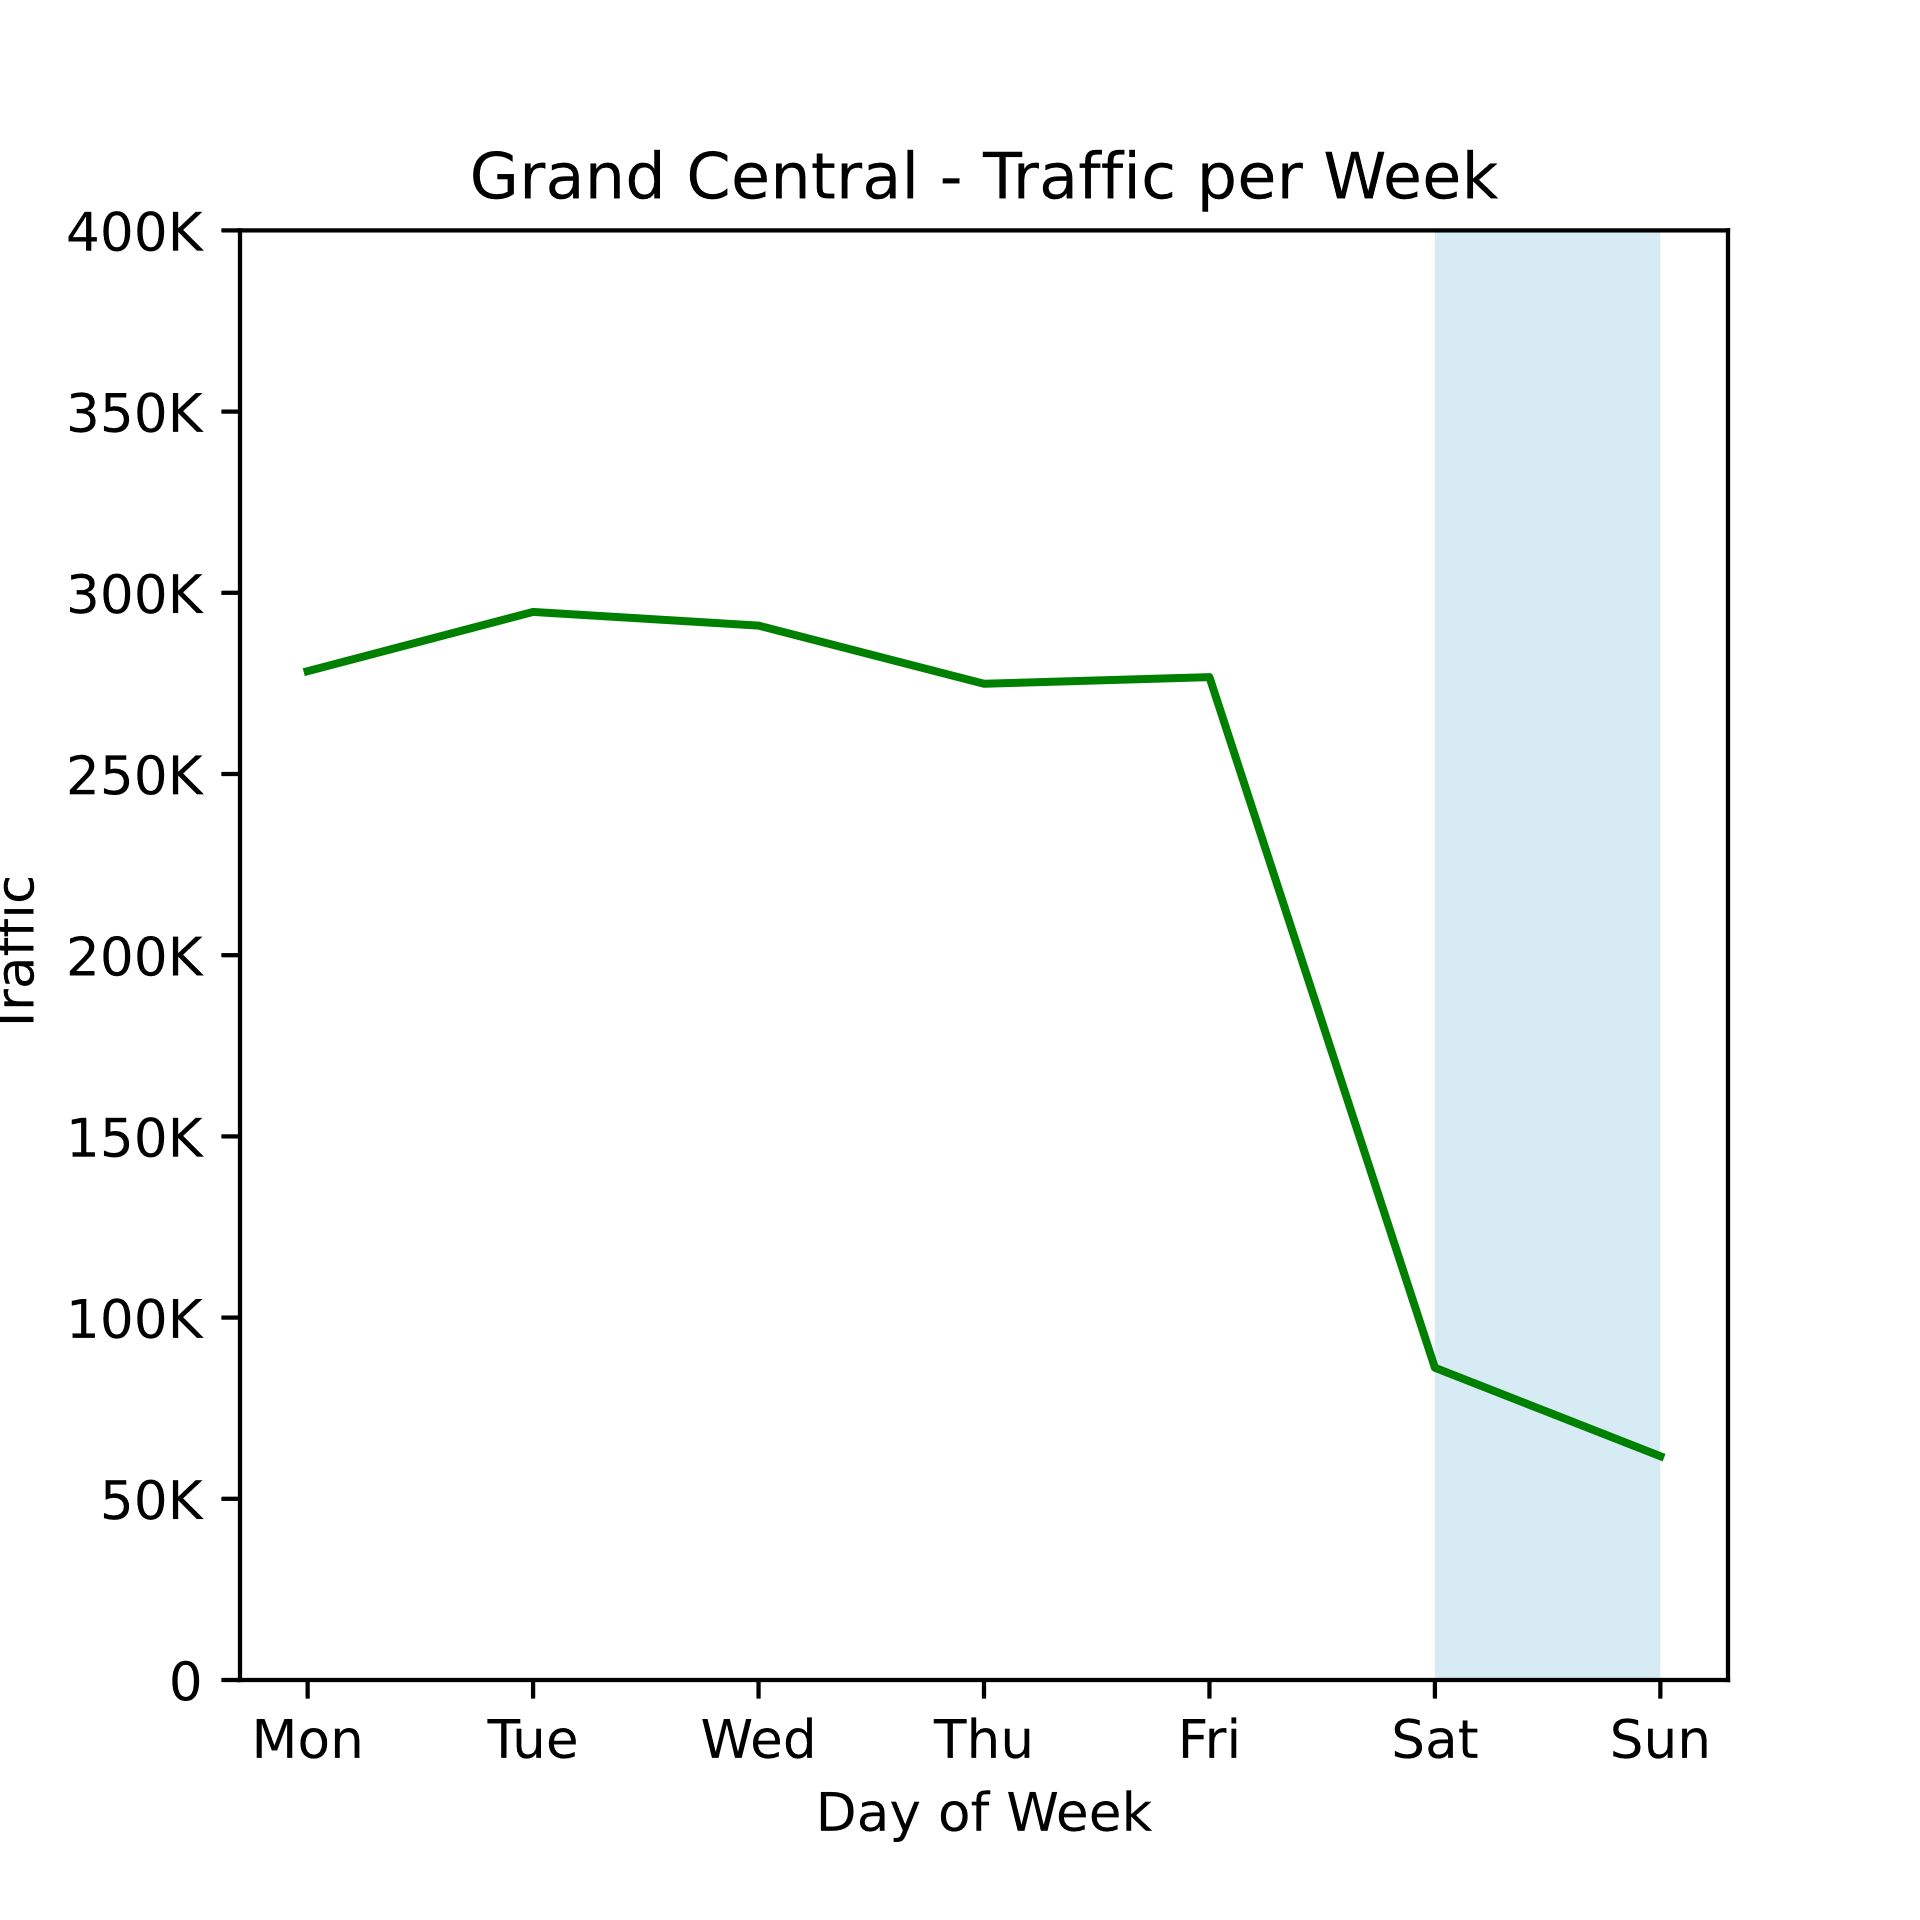 Grand Central - Traffic per Week
400K
350K
300K
250K
200K
150K
100K
50K
0
Traffic
Mon Tue Wed Thu Fri Sat Sun
Day of Week